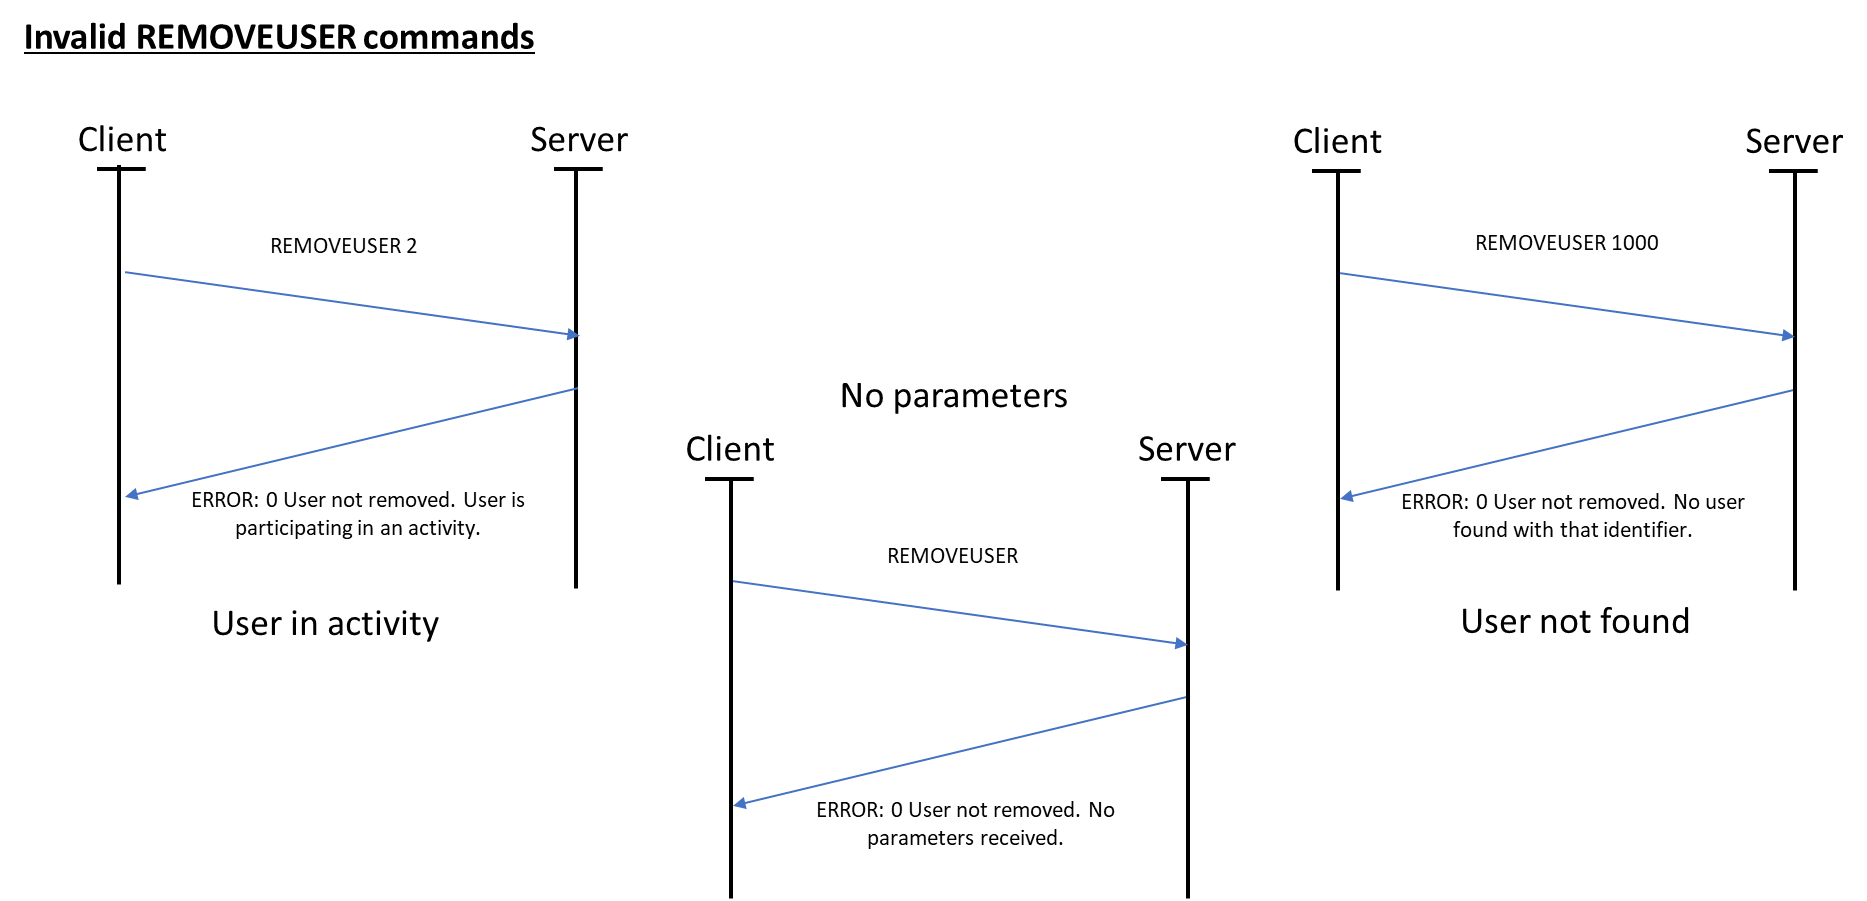 Invalid REMOVEUSER commands
Client
Server
REMOVEUSER 2
ERROR: 0 User not removed. User is
participating in an activity.
User in activity
No parameters
Client
Server
REMOVEUSER
ERROR: 0 User not removed. No
parameters received.
Client
Server
REMOVEUSER 1000
ERROR: 0 User not removed. No user
found with that identifier.
User not found